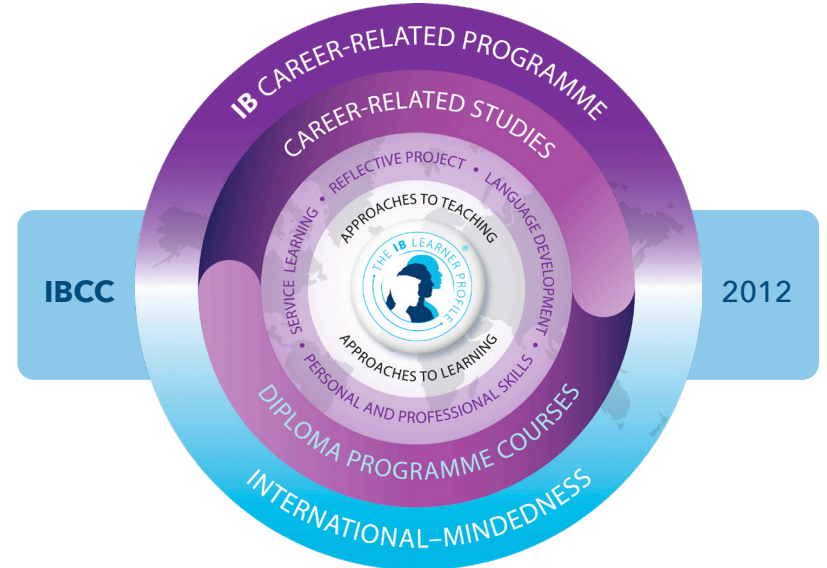 IB CAREER-RELATED PROGRAMME
CAREER-RELATED STUDIES
SERVICE LEARNING • REFLECTIVE PROJECT • LANGUAGE DEVELOPMENT • PERSONAL AND PROFESSIONAL SKILLS •
APPROACHES TO TEACHING
THE IB LEARNER PROFILE ®
IBCC
2012
APPROACHES TO LEARNING
DIPLOMA PROGRAMME COURSES
INTERNATIONAL–MINDEDNESS